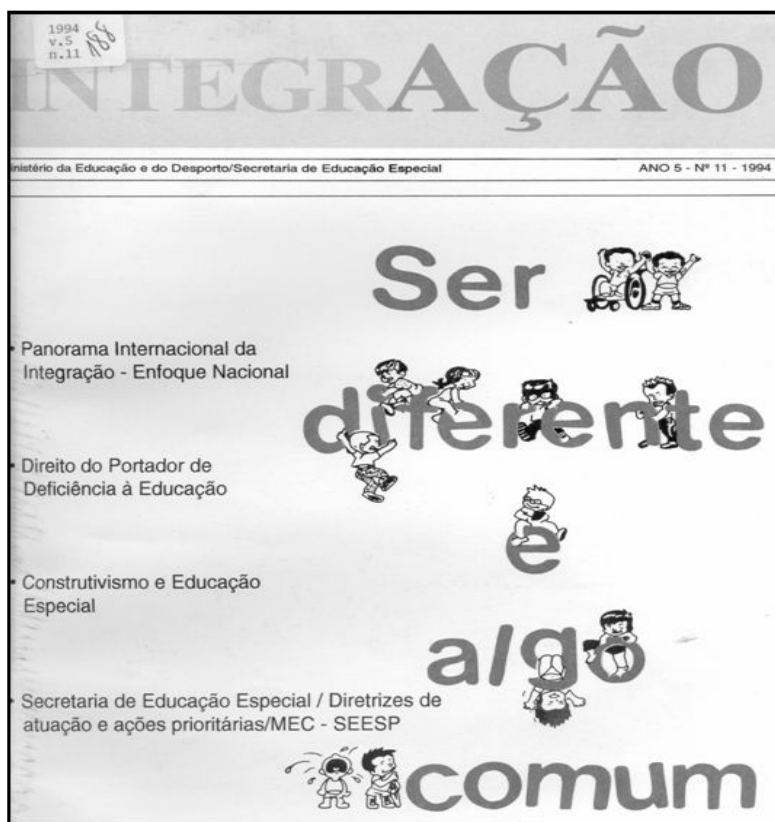 1994
v.5
n.11
188
INTEGRAÇÃO
inistério da Educação e do Desporto/Secretaria de Educação Especial
ANO 5 - Nº 11 - 1994
Ser
diferente
é
algo
comum
• Panorama Internacional da
Integração - Enfoque Nacional
• Direito do Portador de
Deficiência à Educação
• Construtivismo e Educação
Especial
• Secretaria de Educação Especial / Diretrizes de
atuação e ações prioritárias/MEC - SEESP